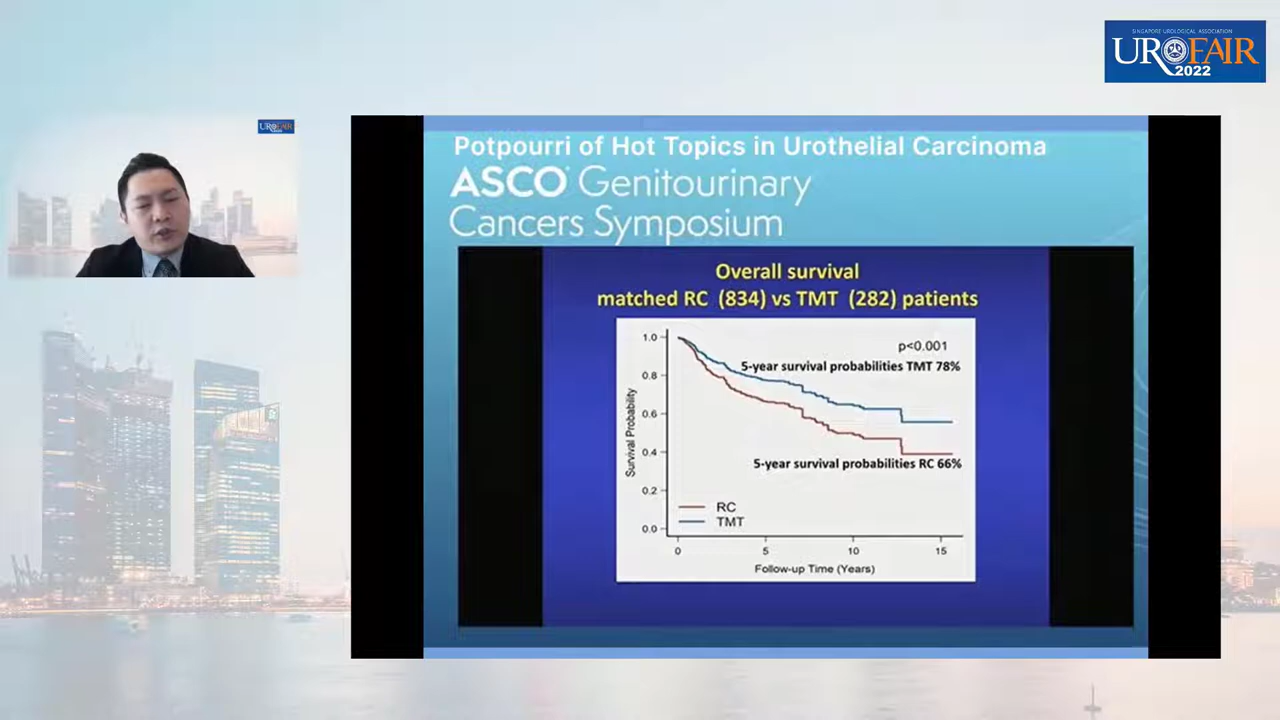 SINGAPORE UROLOGICAL ASSOCIATION
UROFAIR
2022
UROFAIR
Potpourri of Hot Topics in Urothelial Carcinoma
ASCO Genitourinary
Cancers Symposium
Overall survival
matched RC (834) vs TMT (282) patients
p<0.001
5-year survival probabilities TMT 78%
5-year survival probabilities RC 66%
Survival Probability
1.0
0.8
0.6
0.4
0.2
0.0
RC
TMT
0 5 10 15
Follow-up Time (Years)